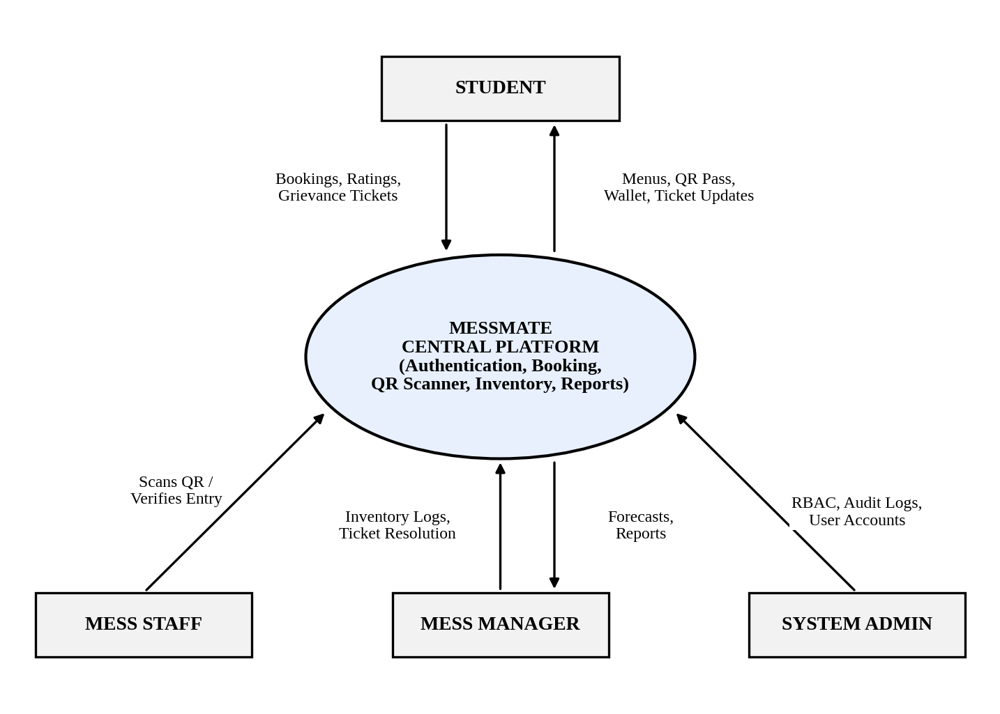 STUDENT
Bookings, Ratings,
Grievance Tickets
Menus, QR Pass,
Wallet, Ticket Updates
MESSMATE
CENTRAL PLATFORM
(Authentication, Booking,
QR Scanner, Inventory, Reports)
Scans QR /
Verifies Entry
Inventory Logs,
Ticket Resolution
Forecasts,
Reports
RBAC, Audit Logs,
User Accounts
MESS STAFF
MESS MANAGER
SYSTEM ADMIN